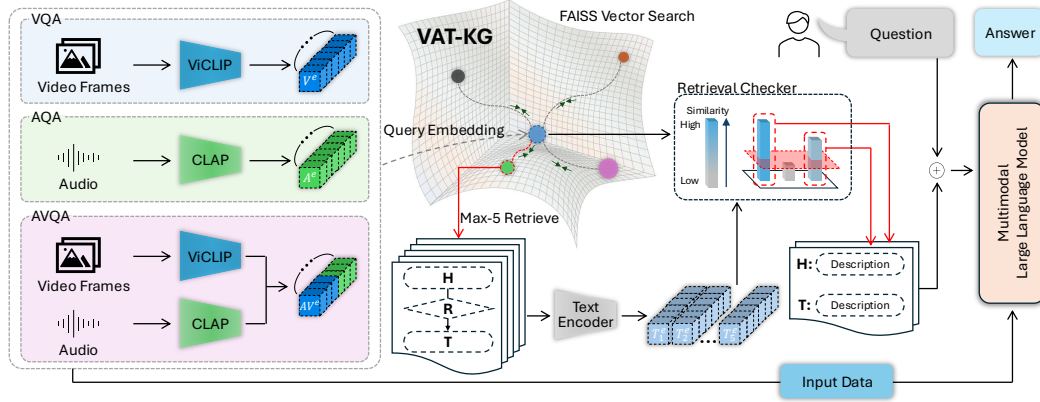 VQA
Video Frames
ViCLIP
V^e
AQA
Audio
CLAP
A^e
AVQA
Video Frames
ViCLIP
Audio
CLAP
AV^e
VAT-KG
FAISS Vector Search
Query Embedding
Max-5 Retrieve
H
R
T
Text
Encoder
...
Retrieval Checker
Similarity
High
Low
H: Description
T: Description
Question
Answer
+
Multimodal
Large Language Model
Input Data